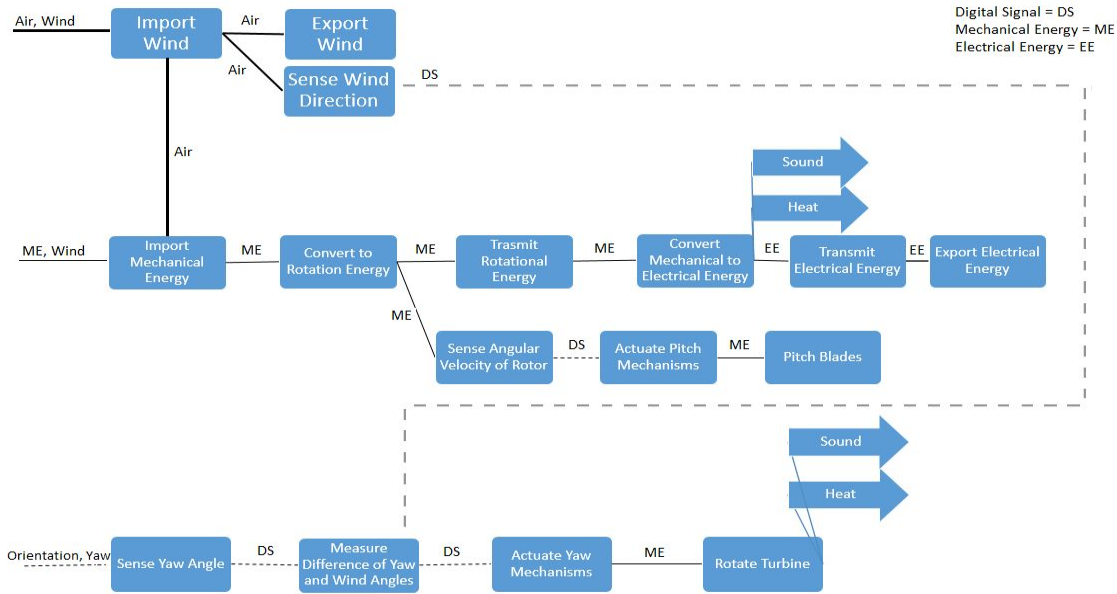 Air, Wind
Import
Wind
Air
Export
Wind
Air
Sense Wind
Direction
DS
Digital Signal = DS
Mechanical Energy = ME
Electrical Energy = EE
Air
Sound
Heat
ME, Wind
Import
Mechanical
Energy
ME
Convert to
Rotation Energy
ME
Trasmit
Rotational
Energy
ME
Convert
Mechanical to
Electrical Energy
EE
Transmit
Electrical Energy
EE
Export Electrical
Energy
ME
Sense Angular
Velocity of Rotor
DS
Actuate Pitch
Mechanisms
ME
Pitch Blades
Sound
Heat
Orientation, Yaw
Sense Yaw Angle
DS
Measure
Difference of Yaw
and Wind Angles
DS
Actuate Yaw
Mechanisms
ME
Rotate Turbine